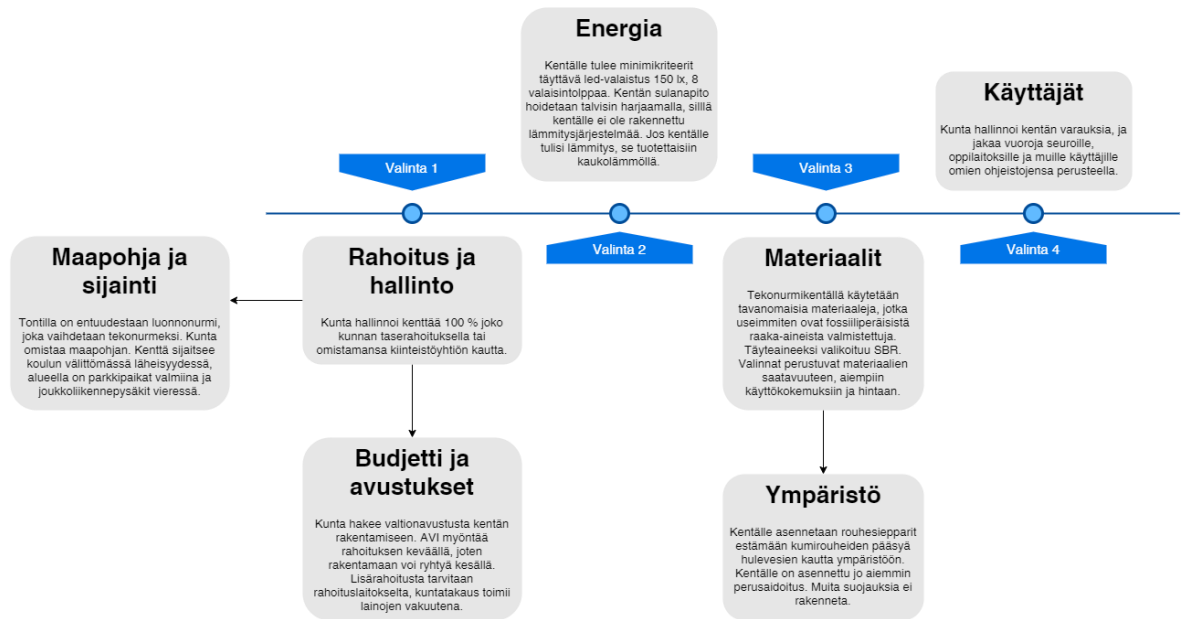 Energia
Kentälle tulee minimikriteerit
täyttävä led-valaistus 150 lx, 8
valaisintolppaa. Kentän sulanapito
hoidetaan talvisin harjaamalla, silllä
kentälle ei ole rakennettu
lämmitysjärjestelmää. Jos kentälle
tulisi lämmitys, se tuotettaisiin
kaukolämmöllä.
Käyttäjät
Kunta hallinnoi kentän varauksia, ja
jakaa vuoroja seuroille,
oppilaitoksille ja muille käyttäjille
omien ohjeistojensa perusteella.
Valinta 1
Valinta 3
Valinta 2
Valinta 4
Maapohja ja
sijainti
Tontilla on entuudestaan luonnonurmi,
joka vaihdetaan tekonurmeksi. Kunta
omistaa maapohjan. Kenttä sijaitsee
koulun välittömässä läheisyydessä,
alueella on parkkipaikat valmiina ja
joukkoliikennepysäkit vieressä.
Rahoitus ja
hallinto
Kunta hallinnoi kenttää 100 % joko
kunnan taserahoituksella tai
omistamansa kiinteistöyhtiön kautta.
Materiaalit
Tekonurmikentällä käytetään
tavanomaisia materiaaleja, jotka
useimmiten ovat fossiiliperäisistä
raaka-aineista valmistettuja.
Täyteaineeksi valikoituu SBR.
Valinnat perustuvat materiaalien
saatavuuteen, aiempiin
käyttökokemuksiin ja hintaan.
Budjetti ja
avustukset
Kunta hakee valtionavustusta kentän
rakentamiseen. AVI myöntää
rahoituksen keväällä, joten
rakentamaan voi ryhtyä kesällä.
Lisärahoitusta tarvitaan
rahoituslaitokselta, kuntatakaus toimii
lainojen vakuutena.
Ympäristö
Kentälle asennetaan rouhesiepparit
estämään kumirouheiden pääsyä
hulevesien kautta ympäristöön.
Kentälle on asennettu jo aiemmin
perusaidoitus. Muita suojauksia ei
rakenneta.